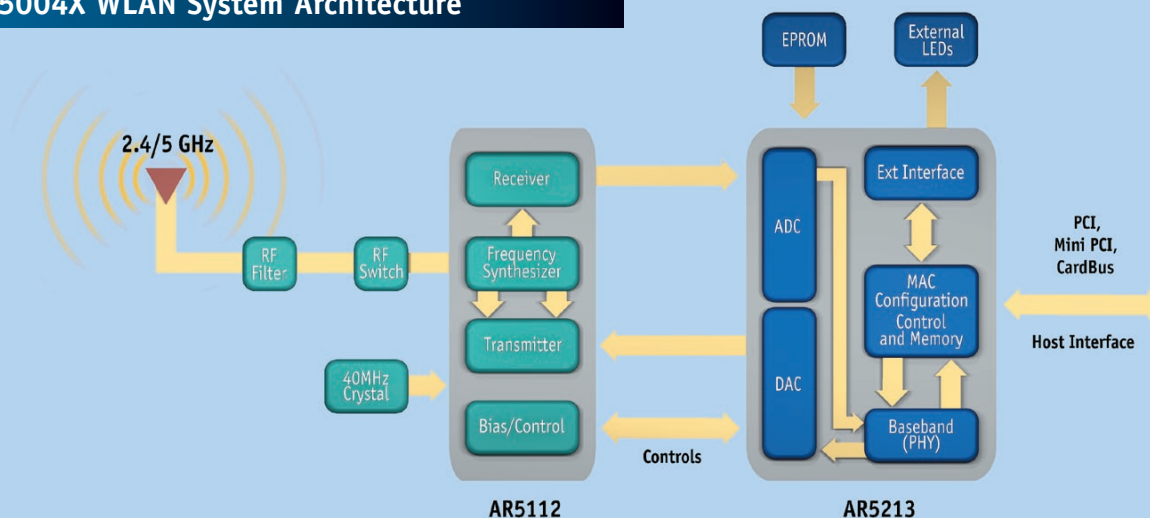 5004X WLAN System Architecture
EPROM
External
LEDs
2.4/5 GHz
Receiver
Ext Interface
ADC
PCI,
Mini PCI,
CardBus
RF
Filter
RF
Switch
Frequency
Synthesizer
MAC
Configuration
Control
and Memory
Host Interface
Transmitter
40MHz
Crystal
DAC
Bias/Control
Baseband
(PHY)
Controls
AR5112
AR5213